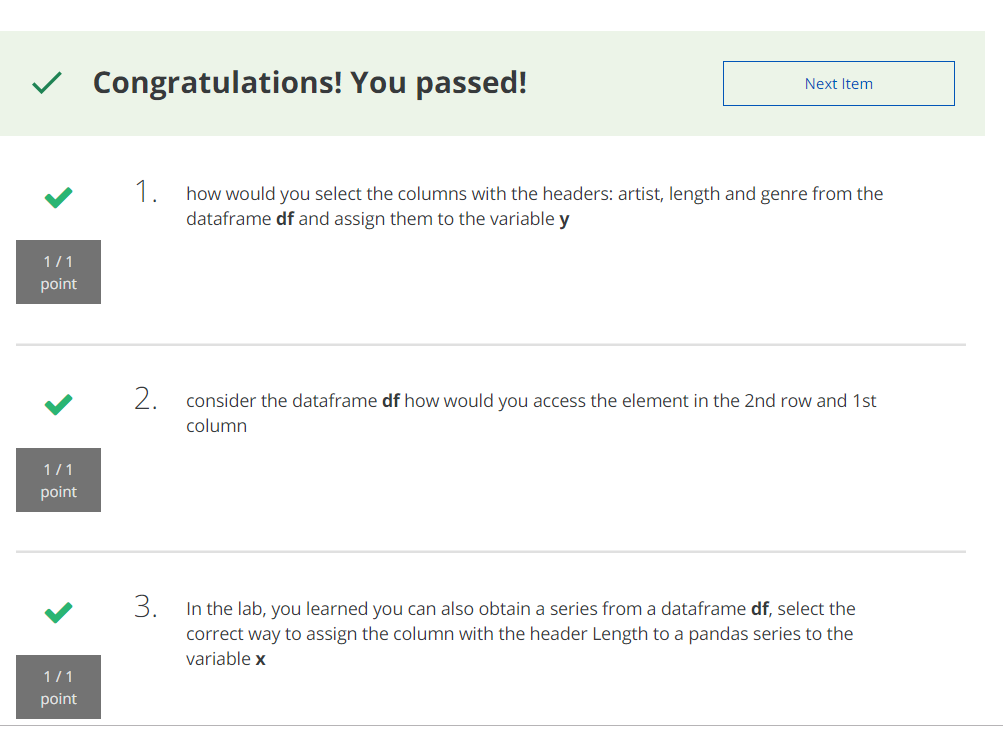 Congratulations! You passed!
Next Item
1.
how would you select the columns with the headers: artist, length and genre from the
dataframe df and assign them to the variable y
1 / 1
point
2.
consider the dataframe df how would you access the element in the 2nd row and 1st
column
1 / 1
point
3.
In the lab, you learned you can also obtain a series from a dataframe df, select the
correct way to assign the column with the header Length to a pandas series to the
variable x
1 / 1
point